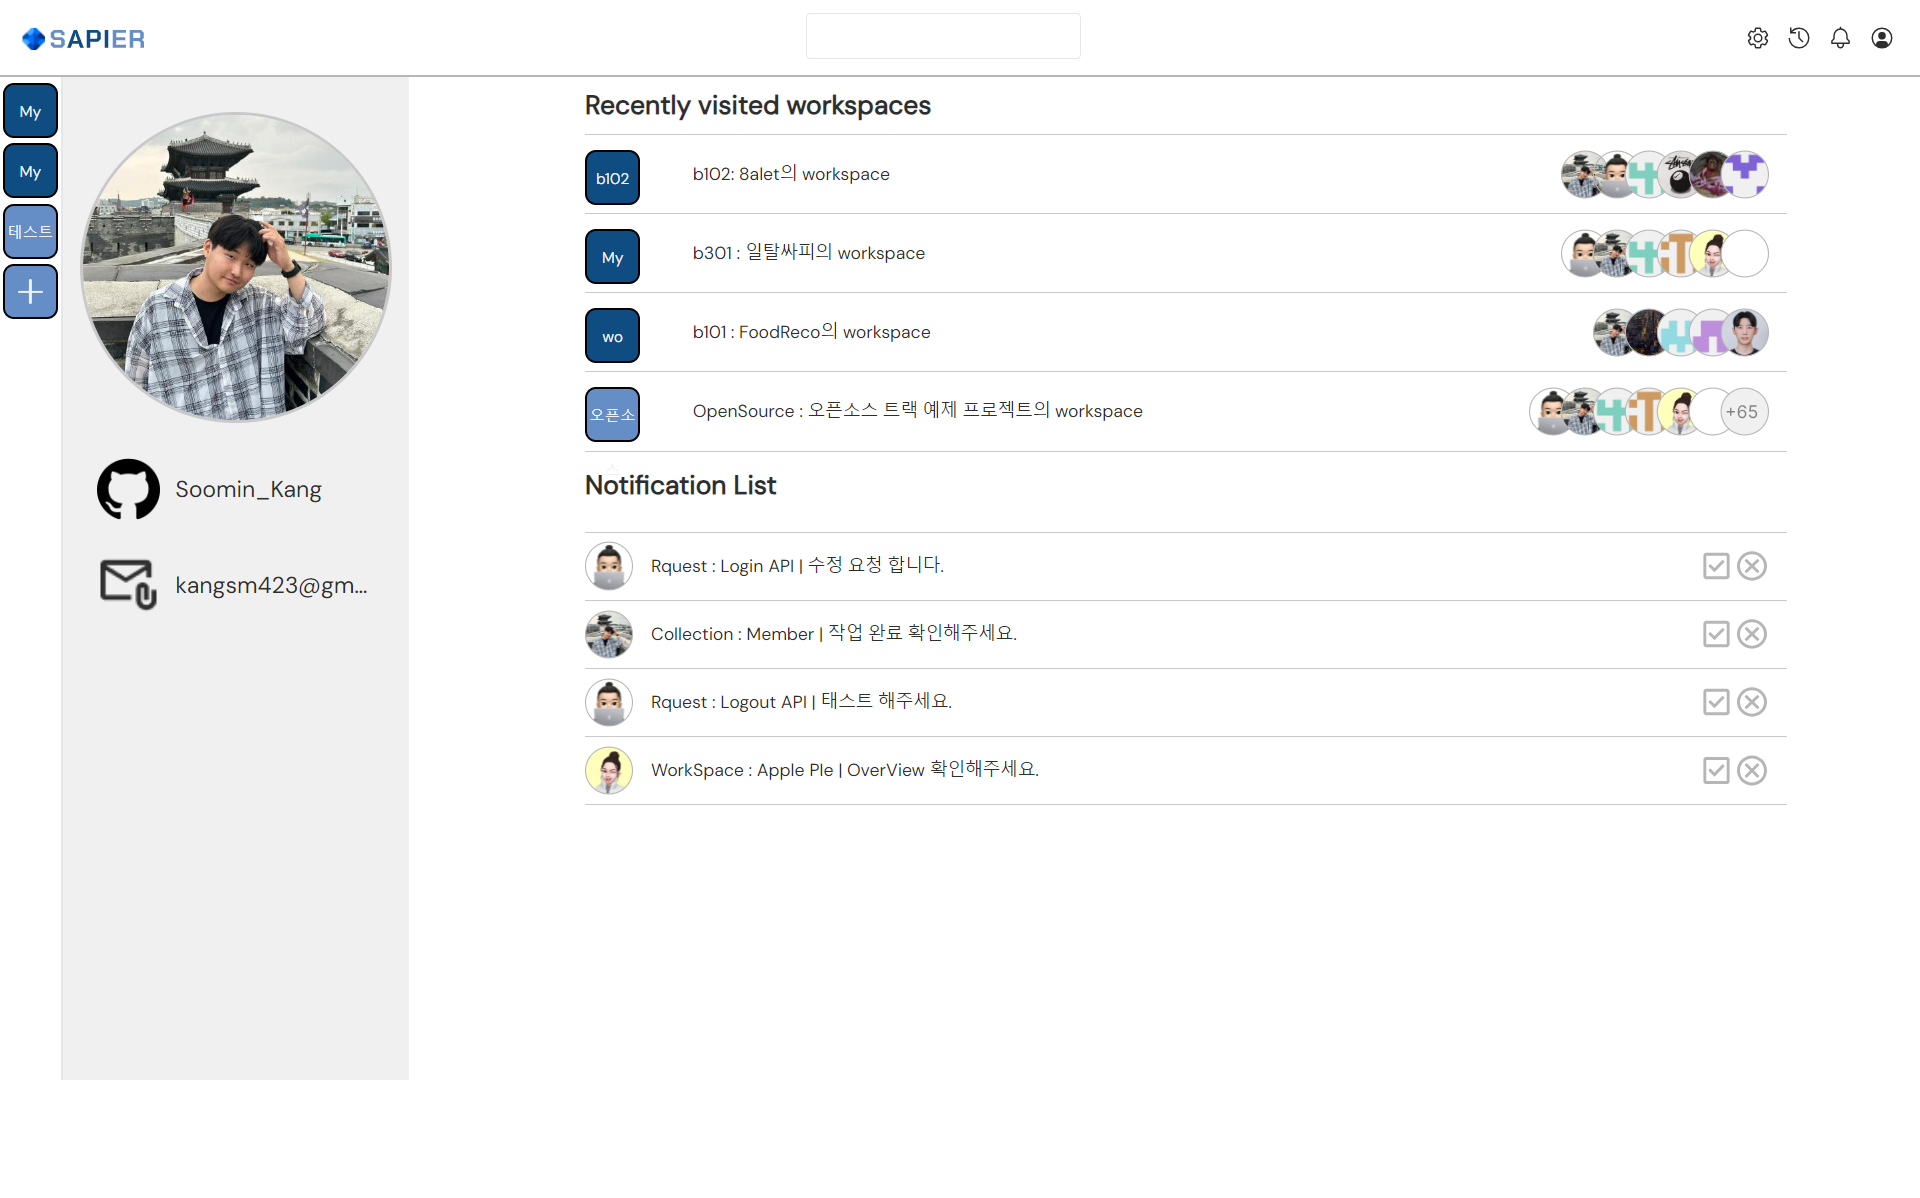 SAPIER
My
My
테스트
Soomin_Kang
kangsm423@gm...
Recently visited workspaces
b102
b102: 8alet의 workspace
My
b301 : 일탈싸피의 workspace
wo
b101 : FoodReco의 workspace
오픈소
스
OpenSource : 오픈소스 트랙 예제 프로젝트의 workspace
+65
Notification List
Rquest : Login API | 수정 요청 합니다.
Collection : Member | 작업 완료 확인해주세요.
Rquest : Logout API | 태스트 해주세요.
WorkSpace : Apple Ple | OverView 확인해주세요.